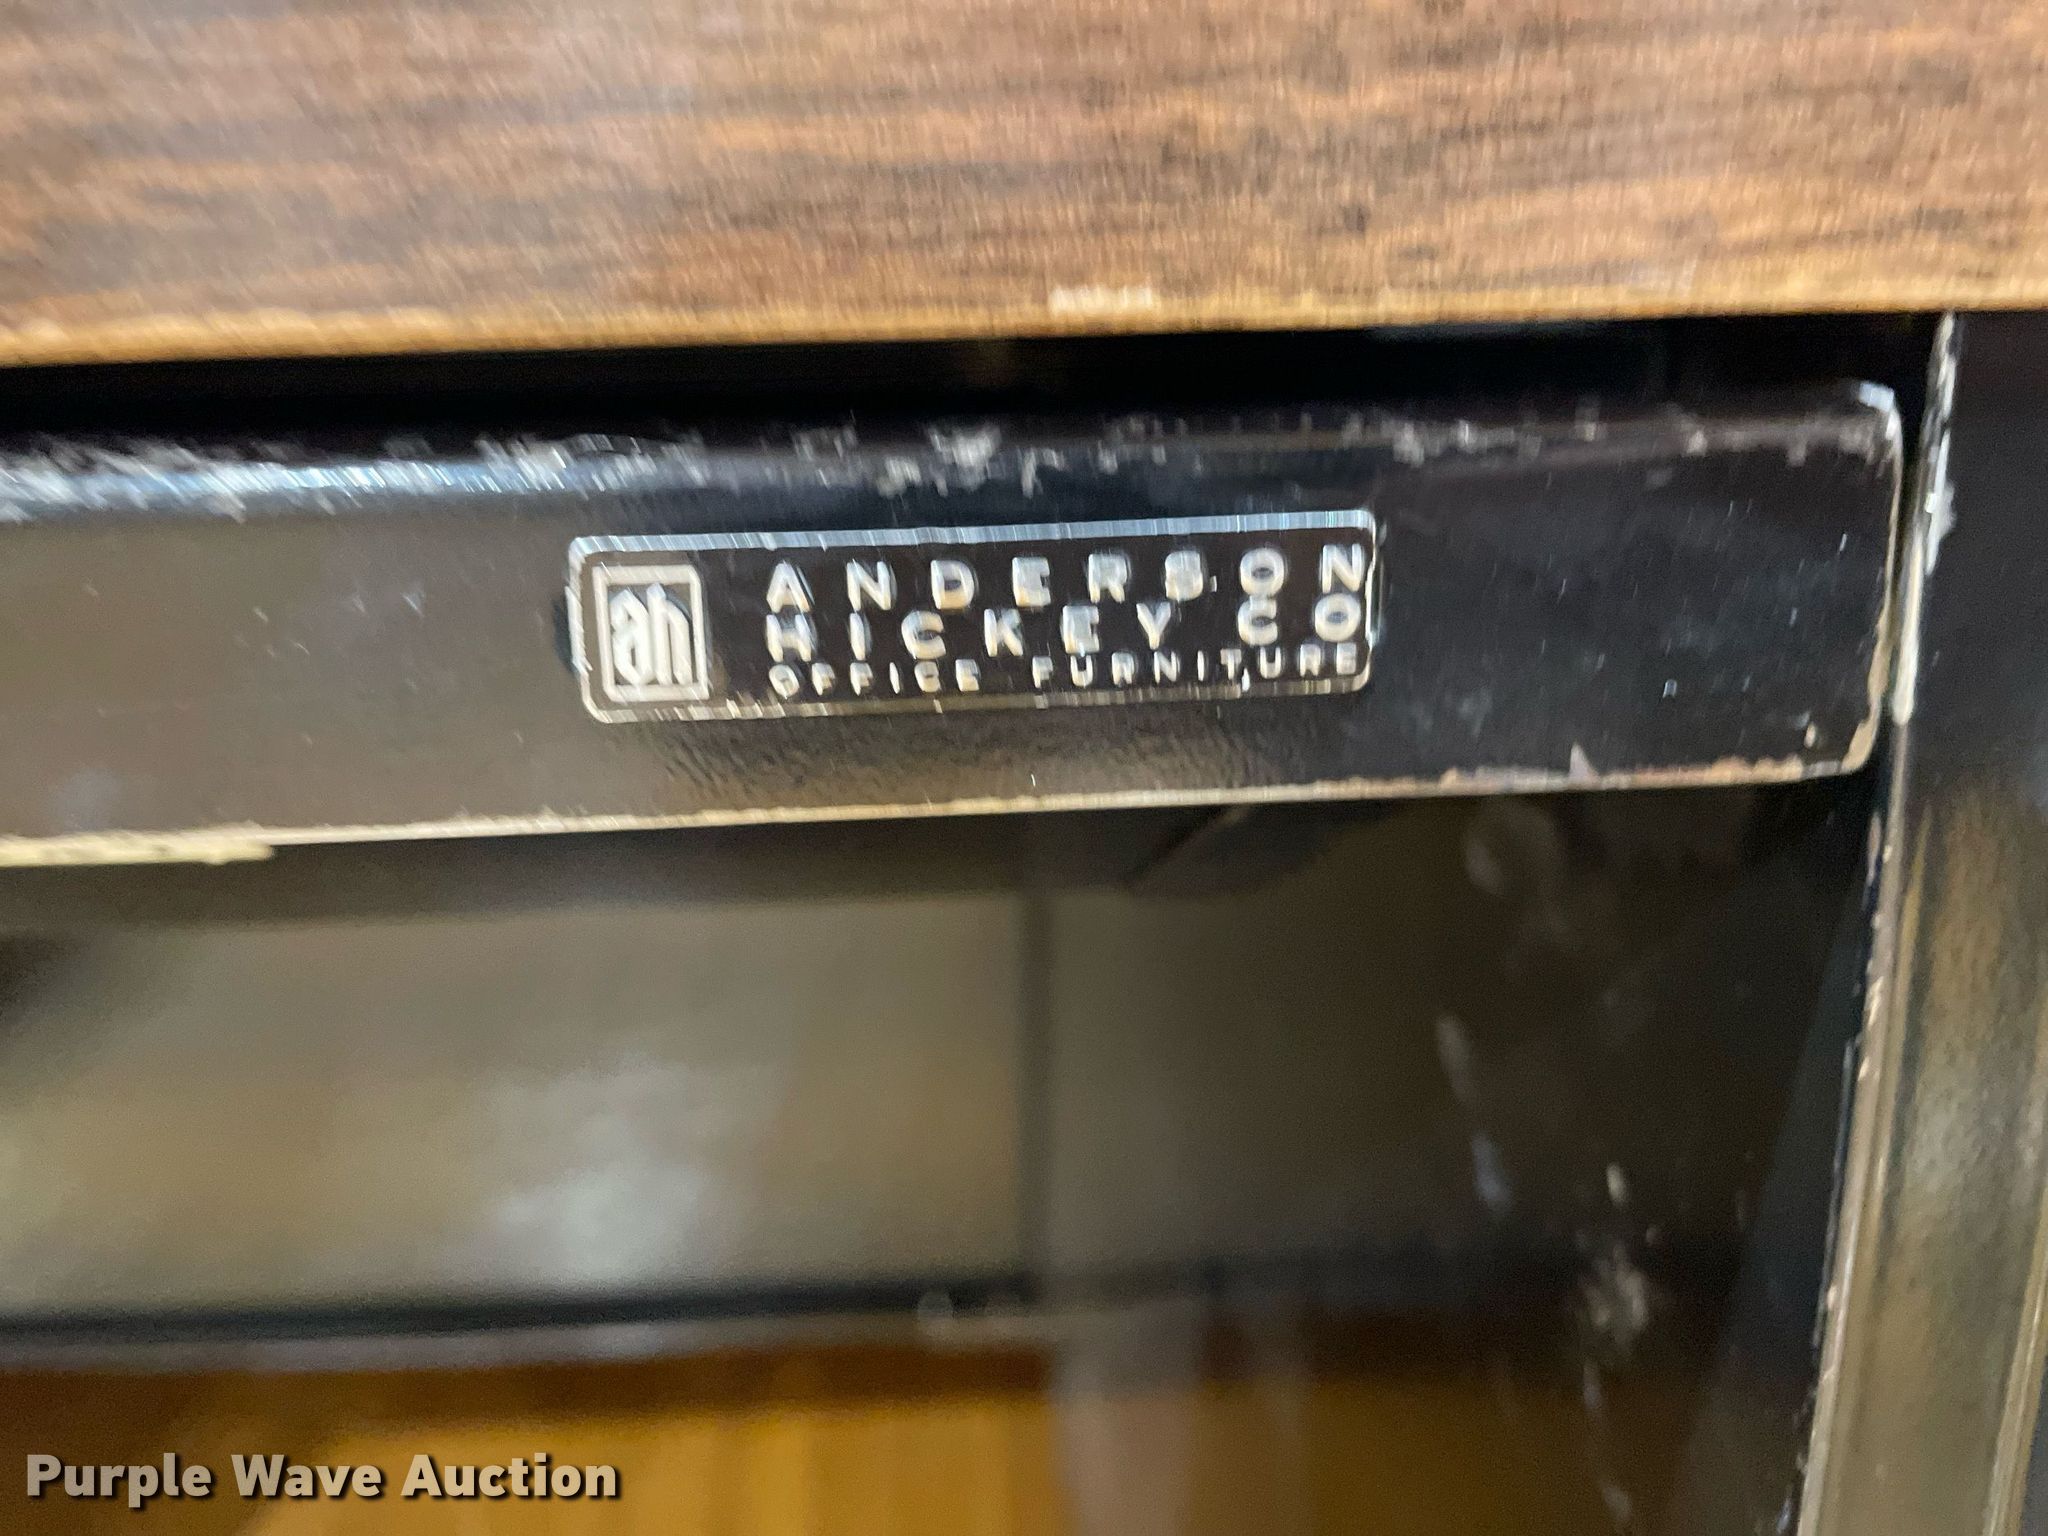 ah
ANDERSON
HICKEY CO
OFFICE FURNITURE
Purple Wave Auction